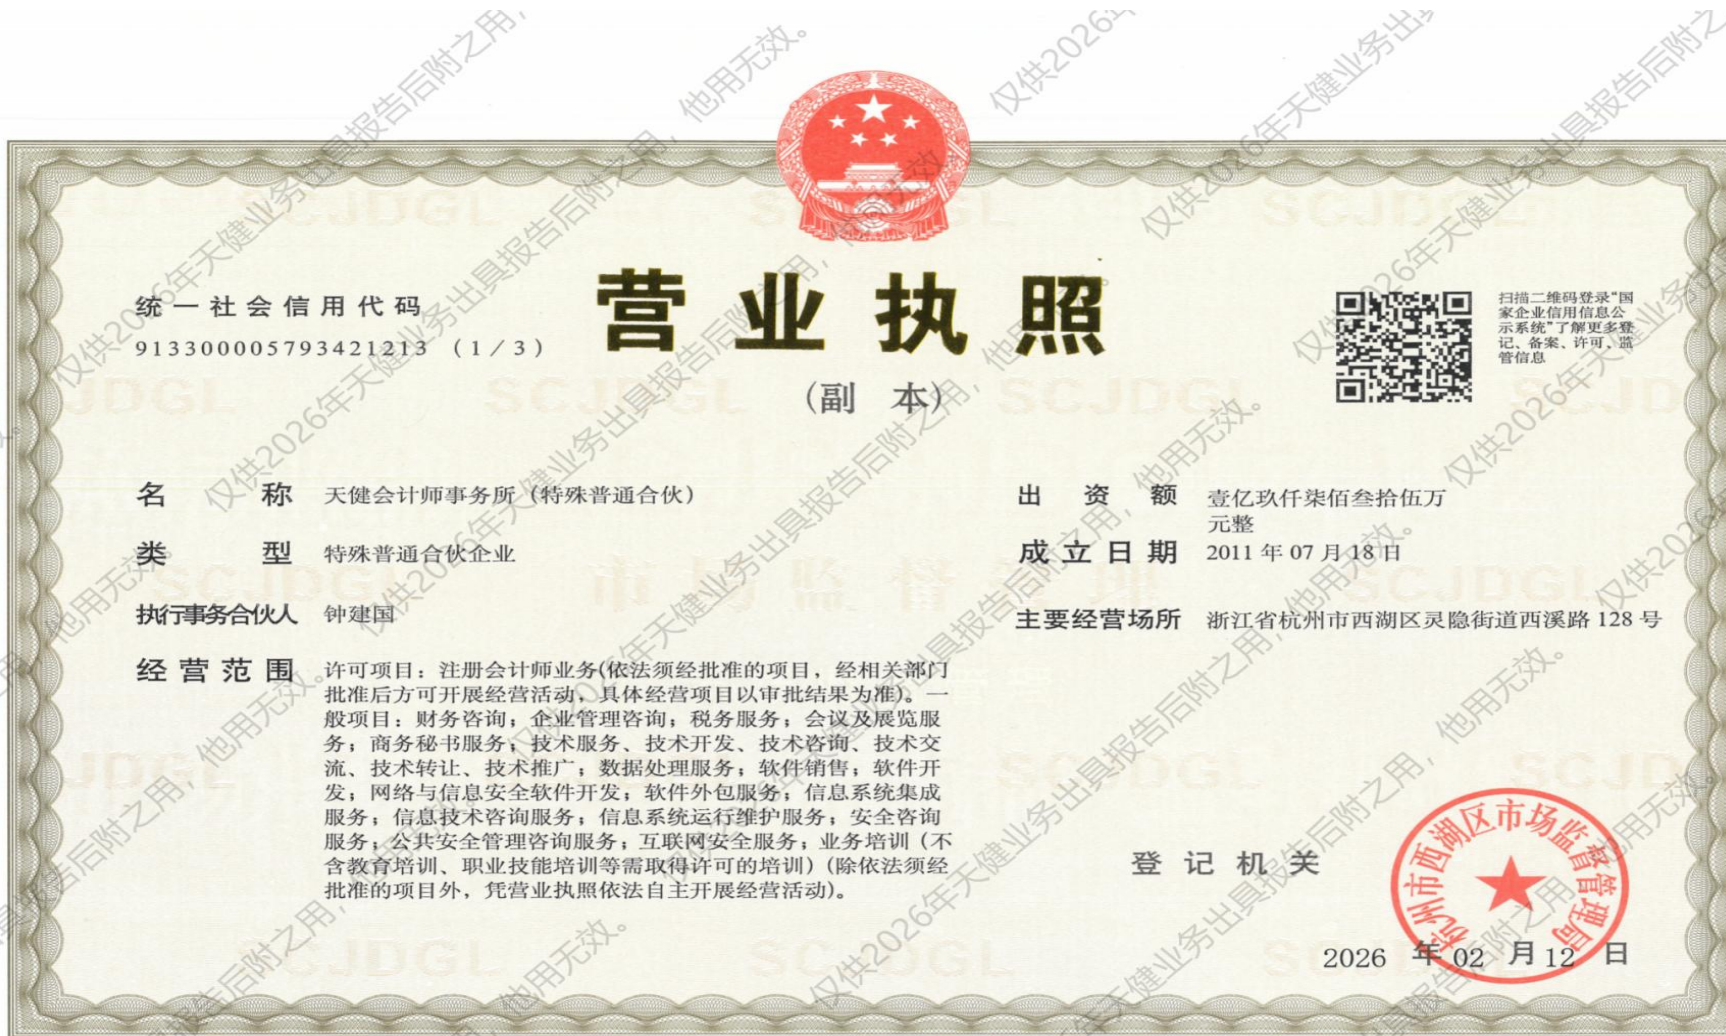 营业执照
（副 本）
统一社会信用代码
913300005793421213 （1/3）
扫描二维码登录“国
家企业信用信息公
示系统”了解更多登
记、备案、许可、监
管信息
名 称 天健会计师事务所（特殊普通合伙）
类 型 特殊普通合伙企业
执行事务合伙人 钟建国
经营范围 许可项目：注册会计师业务(依法须经批准的项目，经相关部门
批准后方可开展经营活动，具体经营项目以审批结果为准)。一
般项目：财务咨询；企业管理咨询；税务服务；会议及展览服
务；商务秘书服务；技术服务、技术开发、技术咨询、技术交
流、技术转让、技术推广；数据处理服务；软件销售；软件开
发；网络与信息安全软件开发；软件外包服务；信息系统集成
服务；信息技术咨询服务；信息系统运行维护服务；安全咨询
服务；公共安全管理咨询服务；互联网安全服务；业务培训（不
含教育培训、职业技能培训等需取得许可的培训）(除依法须经
批准的项目外，凭营业执照依法自主开展经营活动)。
出 资 额 壹亿玖仟柒佰叁拾伍万
元整
成立日期 2011 年 07 月 18 日
主要经营场所 浙江省杭州市西湖区灵隐街道西溪路 128 号
登记机关
杭州市西湖区市场监督管理局
2026 年 02 月 12 日
仅供2026年天健业务出具报告后附之用，他用无效。
SCJDGL
市场监督管理